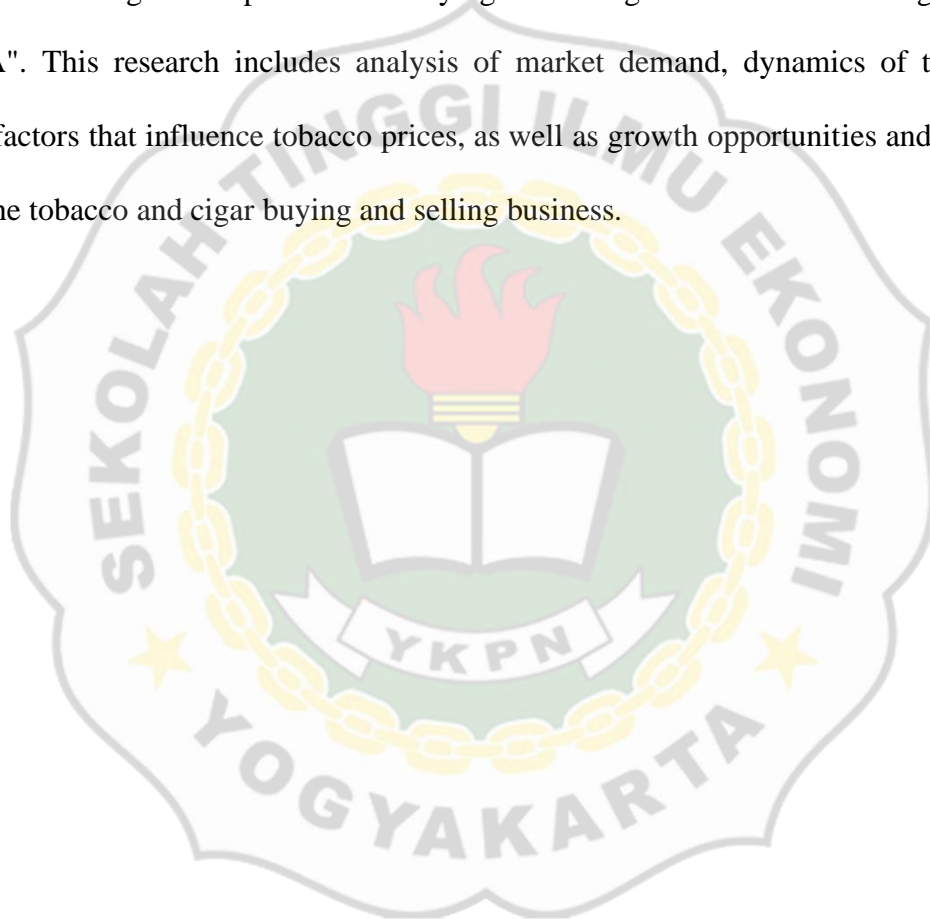 A". This research includes analysis of market demand, dynamics of t
factors that influence tobacco prices, as well as growth opportunities and
he tobacco and cigar buying and selling business.
SEKOLAH TINGGI ILMU EKONOMI
YKPN
YOGYAKARTA